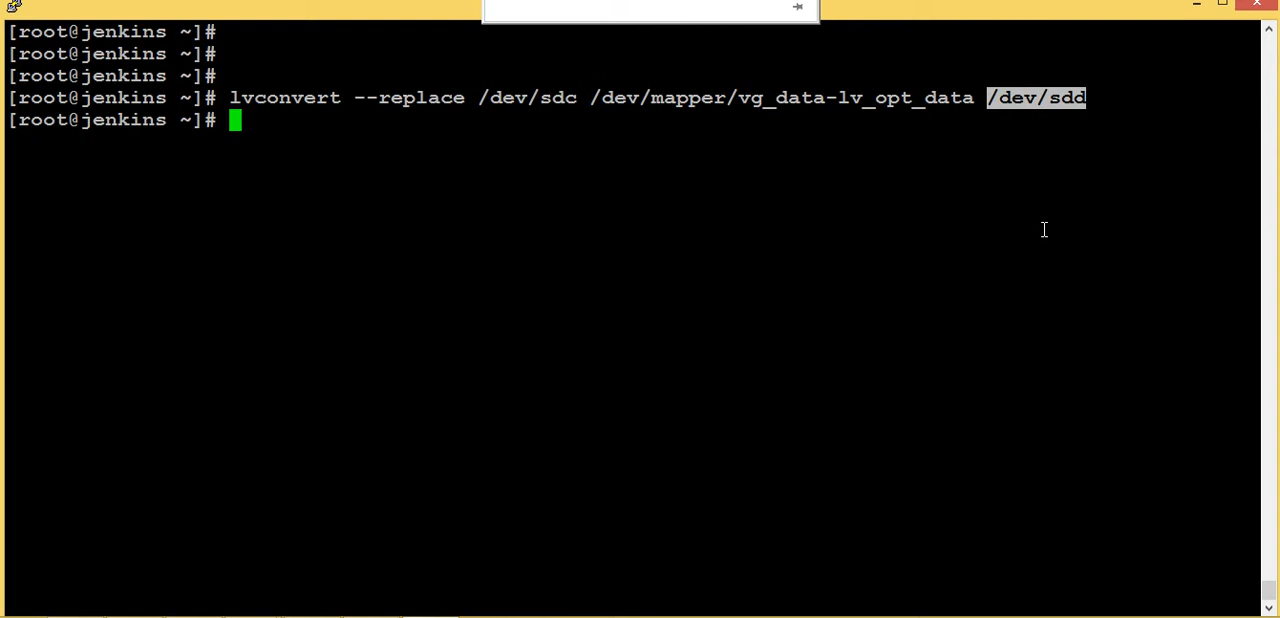 [root@jenkins ~]#
[root@jenkins ~]#
[root@jenkins ~]#
[root@jenkins ~]# lvconvert --replace /dev/sdc /dev/mapper/vg_data-lv_opt_data /dev/sdd
[root@jenkins ~]#